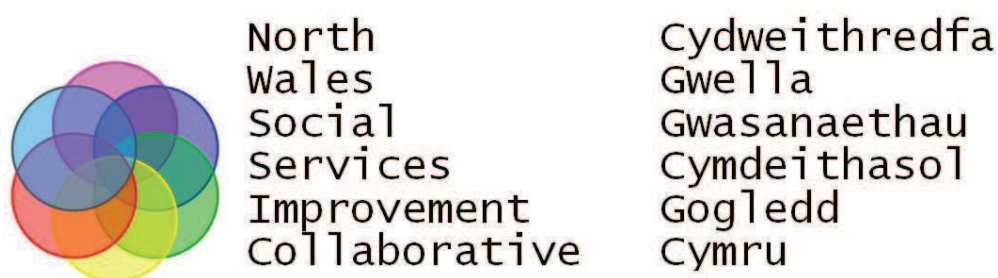 North
Wales
Social
Services
Improvement
Collaborative
Cydweithredfa
Gwella
Gwasanaethau
Cymdeithasol
Gogledd
Cymru